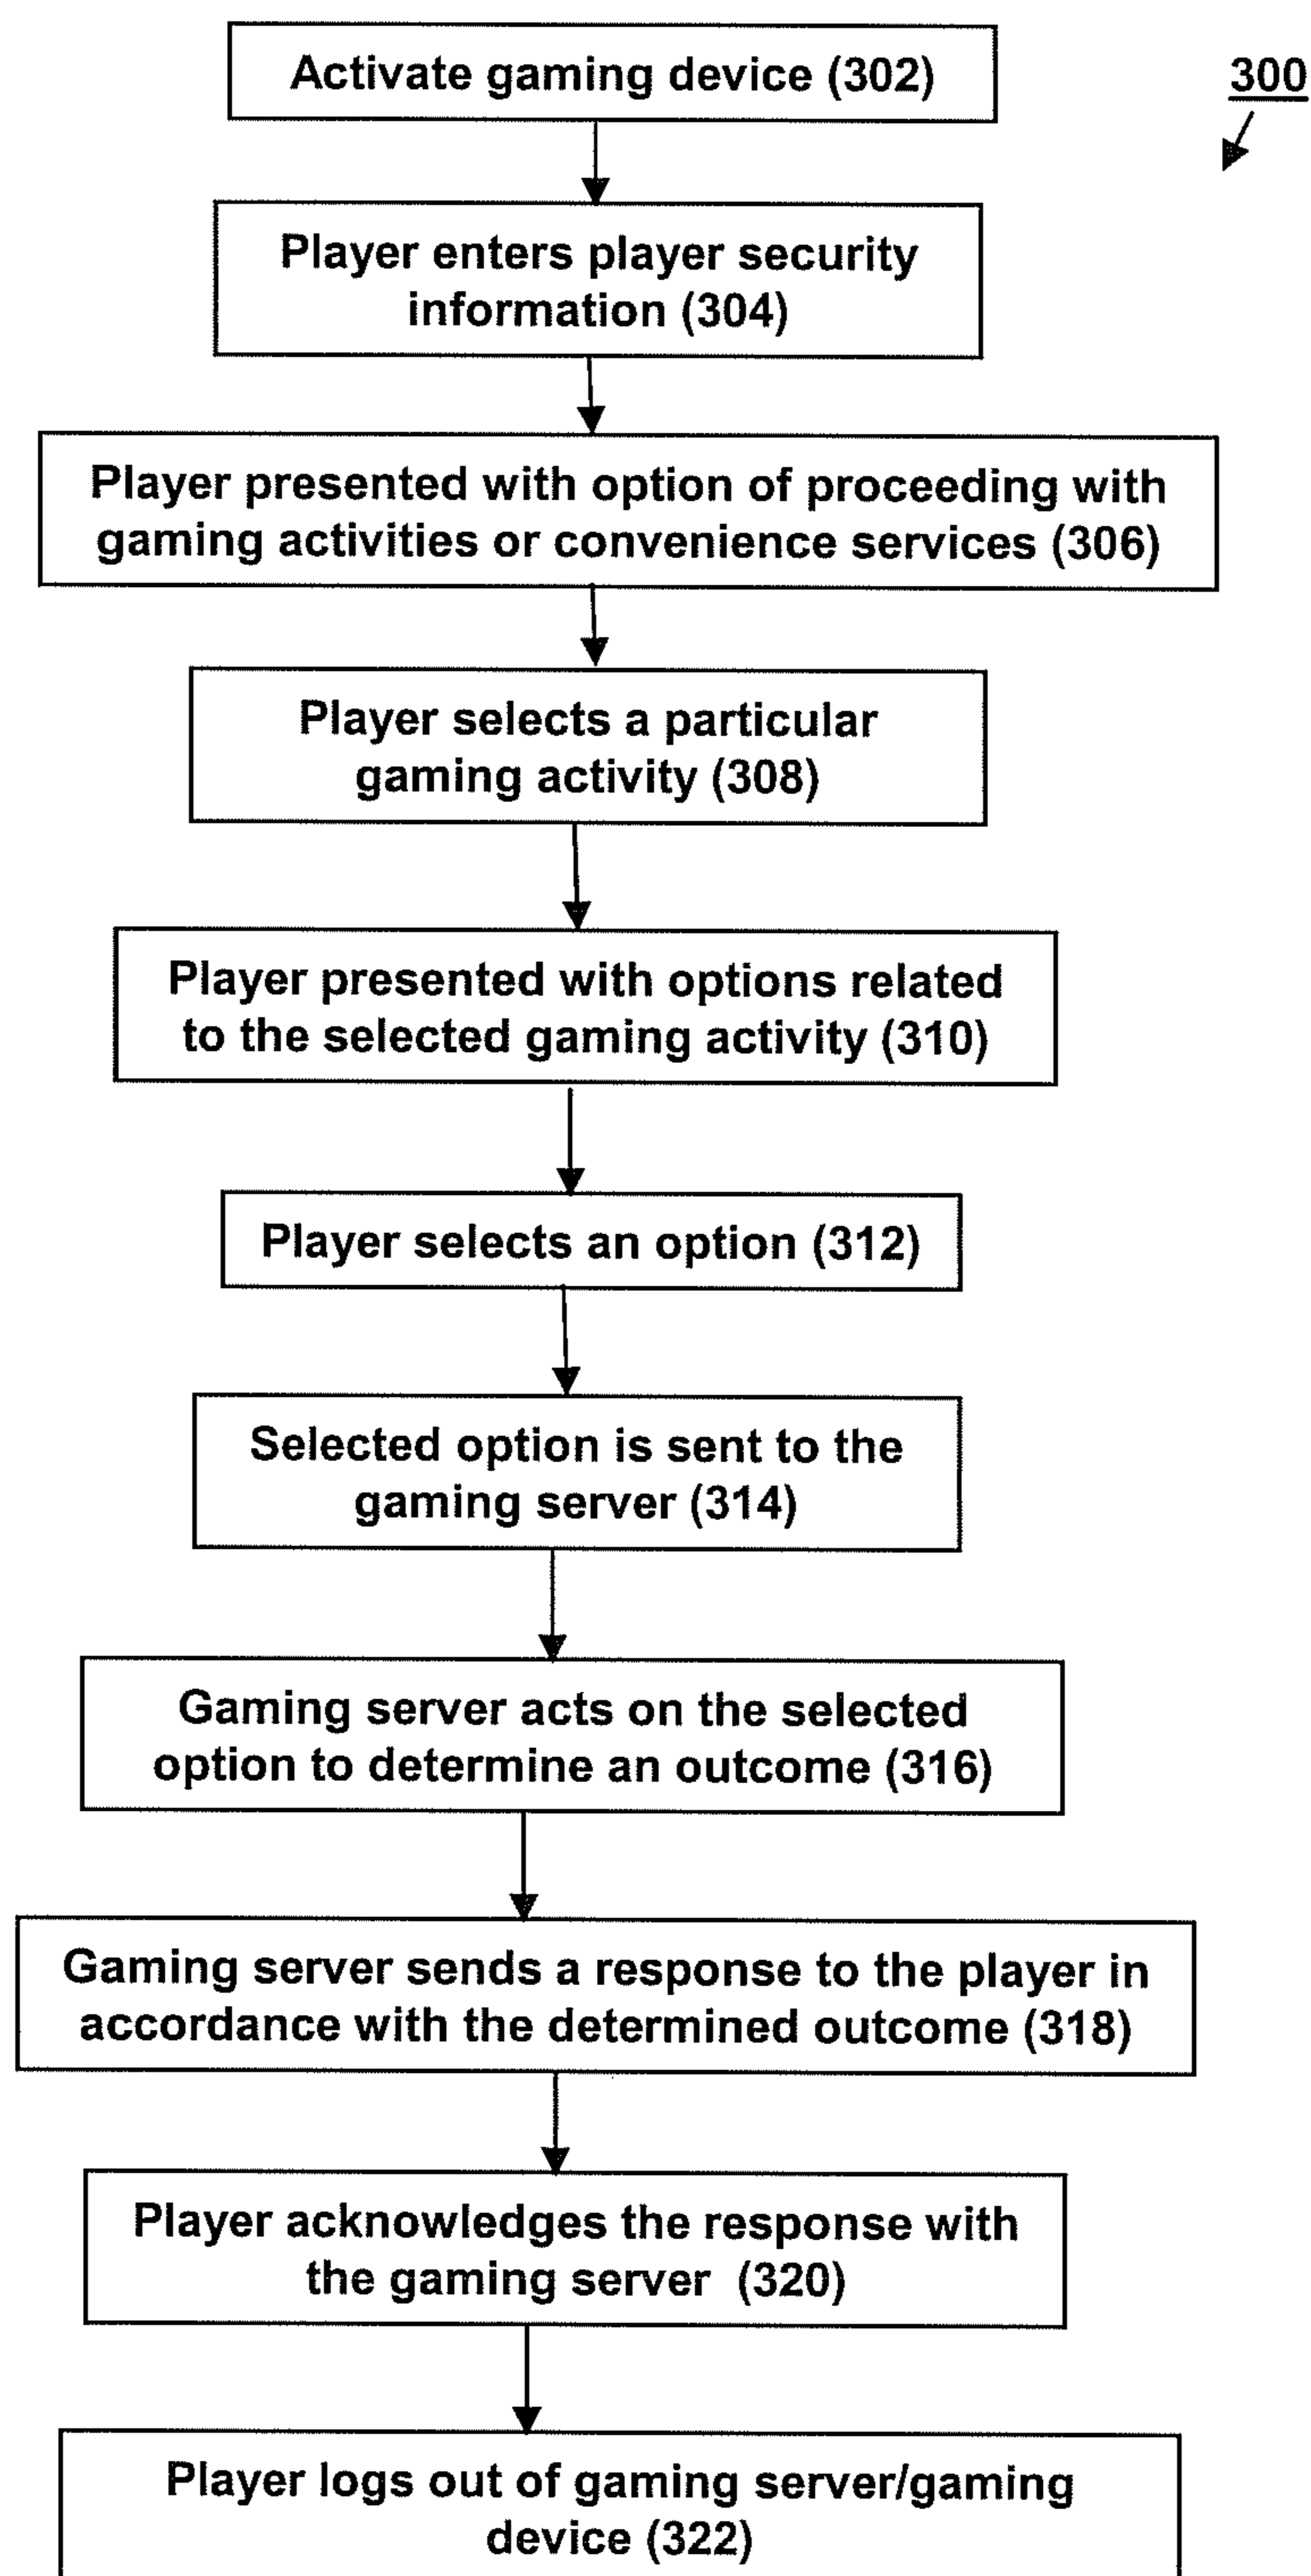 Activate gaming device (302)
300
Player enters player security
information (304)
Player presented with option of proceeding with
gaming activities or convenience services (306)
Player selects a particular
gaming activity (308)
Player presented with options related
to the selected gaming activity (310)
Player selects an option (312)
Selected option is sent to the
gaming server (314)
Gaming server acts on the selected
option to determine an outcome (316)
Gaming server sends a response to the player in
accordance with the determined outcome (318)
Player acknowledges the response with
the gaming server (320)
Player logs out of gaming server/gaming
device (322)